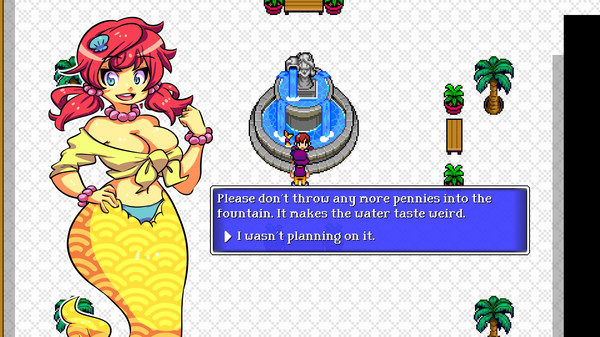 Please don't throw any more pennies into the
fountain. It makes the water taste weird.
I wasn't planning on it.